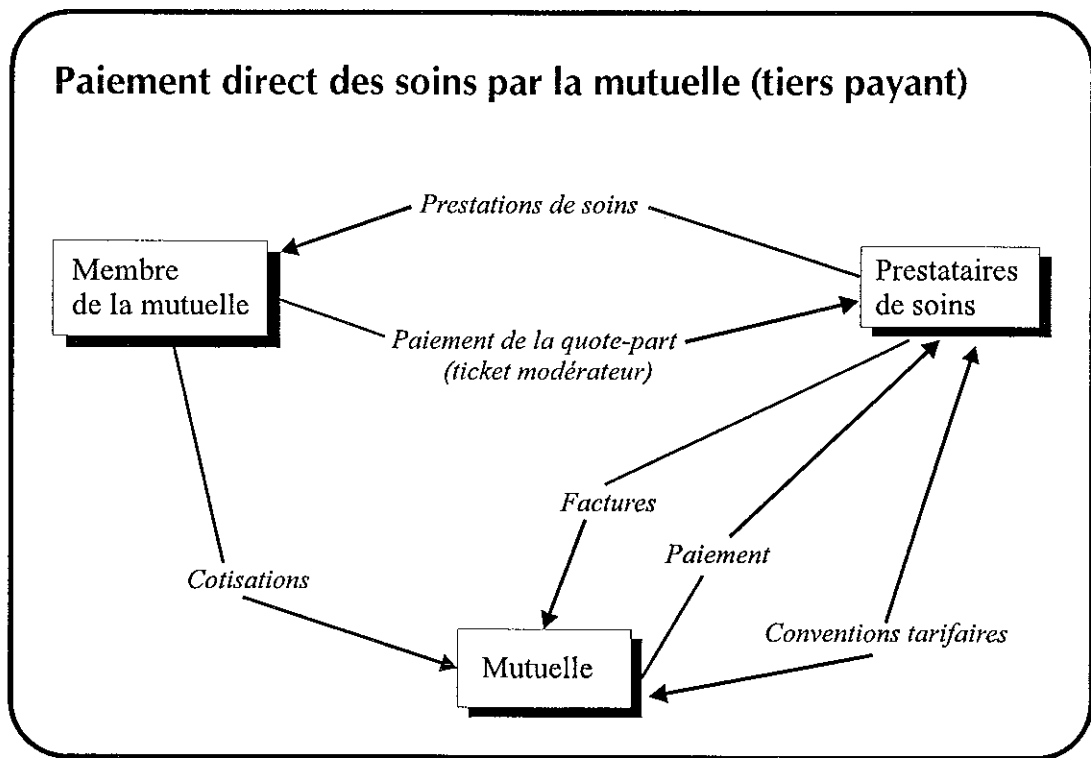 Paiement direct des soins par la mutuelle (tiers payant)
Prestations de soins
Membre
de la mutuelle
Prestataires
de soins
Paiement de la quote-part
(ticket modérateur)
Factures
Paiement
Cotisations
Conventions tarifaires
Mutuelle